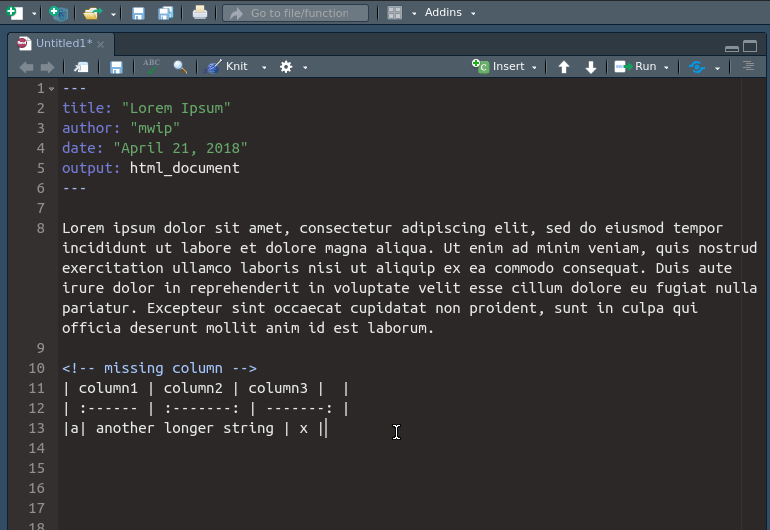 Go to file/function
Addins
Untitled1*
ABC
Knit
Insert
Run
1 ---
2 title: "Lorem Ipsum"
3 author: "mwip"
4 date: "April 21, 2018"
5 output: html_document
6 ---
7
8 Lorem ipsum dolor sit amet, consectetur adipiscing elit, sed do eiusmod tempor
incididunt ut labore et dolore magna aliqua. Ut enim ad minim veniam, quis nostrud
exercitation ullamco laboris nisi ut aliquip ex ea commodo consequat. Duis aute
irure dolor in reprehenderit in voluptate velit esse cillum dolore eu fugiat nulla
pariatur. Excepteur sint occaecat cupidatat non proident, sunt in culpa qui
officia deserunt mollit anim id est laborum.
9
10 <!-- missing column -->
11 | column1 | column2 | column3 |  |
12 | :------ | :-------: | -------: |
13 |a| another longer string | x |
14
15
16
17
18